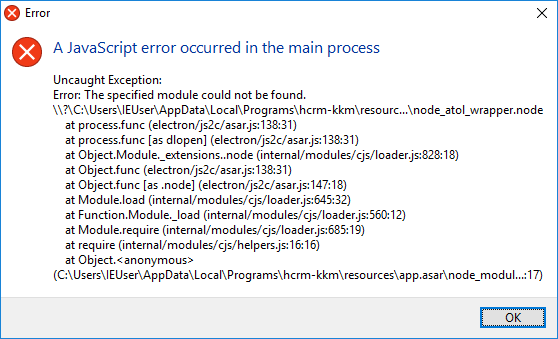 Error
A JavaScript error occurred in the main process
Uncaught Exception:
Error: The specified module could not be found.
\\?\C:\Users\IEUser\AppData\Local\Programs\hcrm-kkm\resourc...\node_atol_wrapper.node
at process.func (electron/js2c/asar.js:138:31)
at process.func [as dlopen] (electron/js2c/asar.js:138:31)
at Object.Module._extensions..node (internal/modules/cjs/loader.js:828:18)
at Object.func (electron/js2c/asar.js:138:31)
at Object.func [as .node] (electron/js2c/asar.js:147:18)
at Module.load (internal/modules/cjs/loader.js:645:32)
at Function.Module._load (internal/modules/cjs/loader.js:560:12)
at Module.require (internal/modules/cjs/loader.js:685:19)
at require (internal/modules/cjs/helpers.js:16:16)
at Object.<anonymous>
(C:\Users\IEUser\AppData\Local\Programs\hcrm-kkm\resources\app.asar\node_modul...:17)
OK